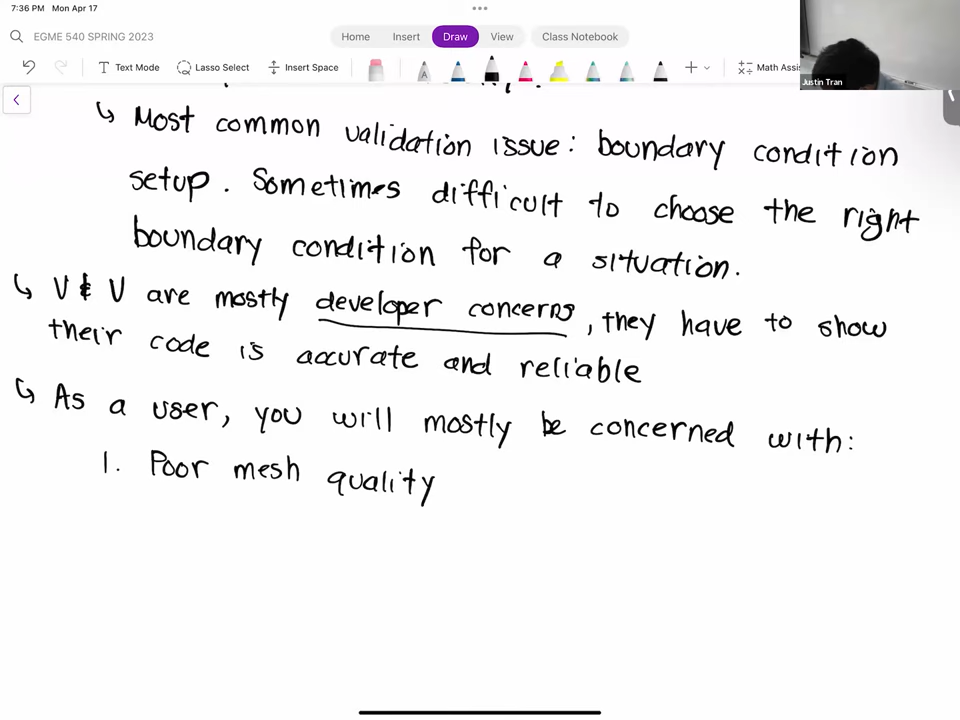 7:36 PM Mon Apr 17
EGME 540 SPRING 2023
Home Insert Draw View Class Notebook
Text Mode Lasso Select Insert Space Math Assis
Justin Tran
↳ Most common validation issue: boundary condition
setup. Sometimes difficult to choose the right
boundary condition for a situation.
↳ V & V are mostly developer concerns, they have to show
their code is accurate and reliable
↳ As a user, you will mostly be concerned with:
1. Poor mesh quality